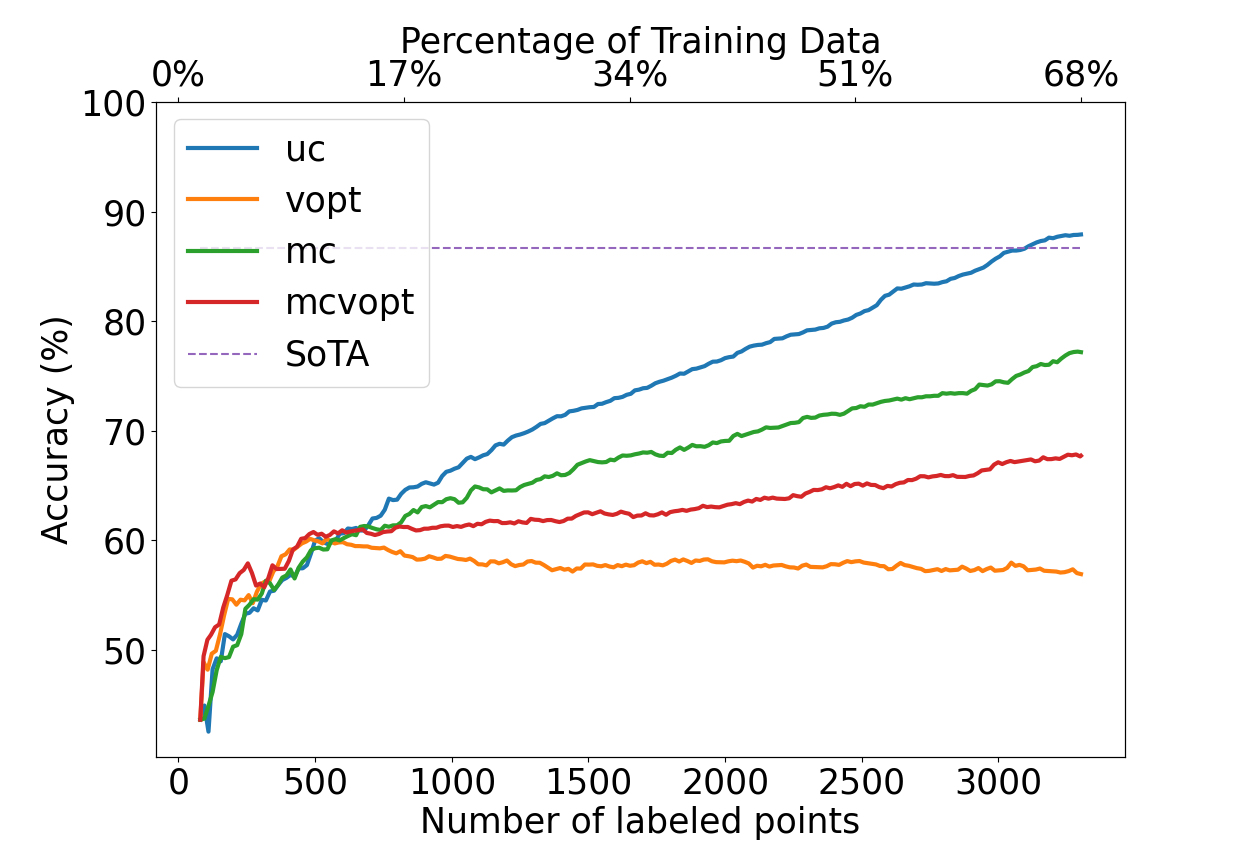 Percentage of Training Data
0% 17% 34% 51% 68%
100
90
80
70
60
50
Accuracy (%)
uc
vopt
mc
mcvopt
SoTA
0 500 1000 1500 2000 2500 3000
Number of labeled points